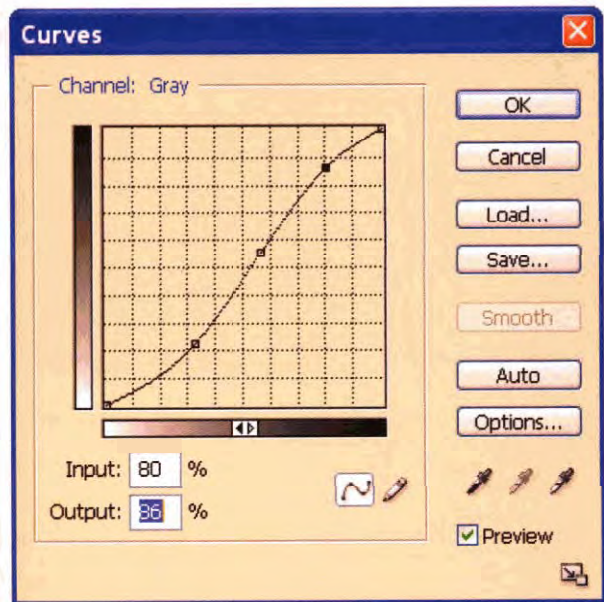 Curves
Channel: Gray
OK
Cancel
Load...
Save...
Smooth
Auto
Options...
Input: 80 %
Output: 86 %
Preview